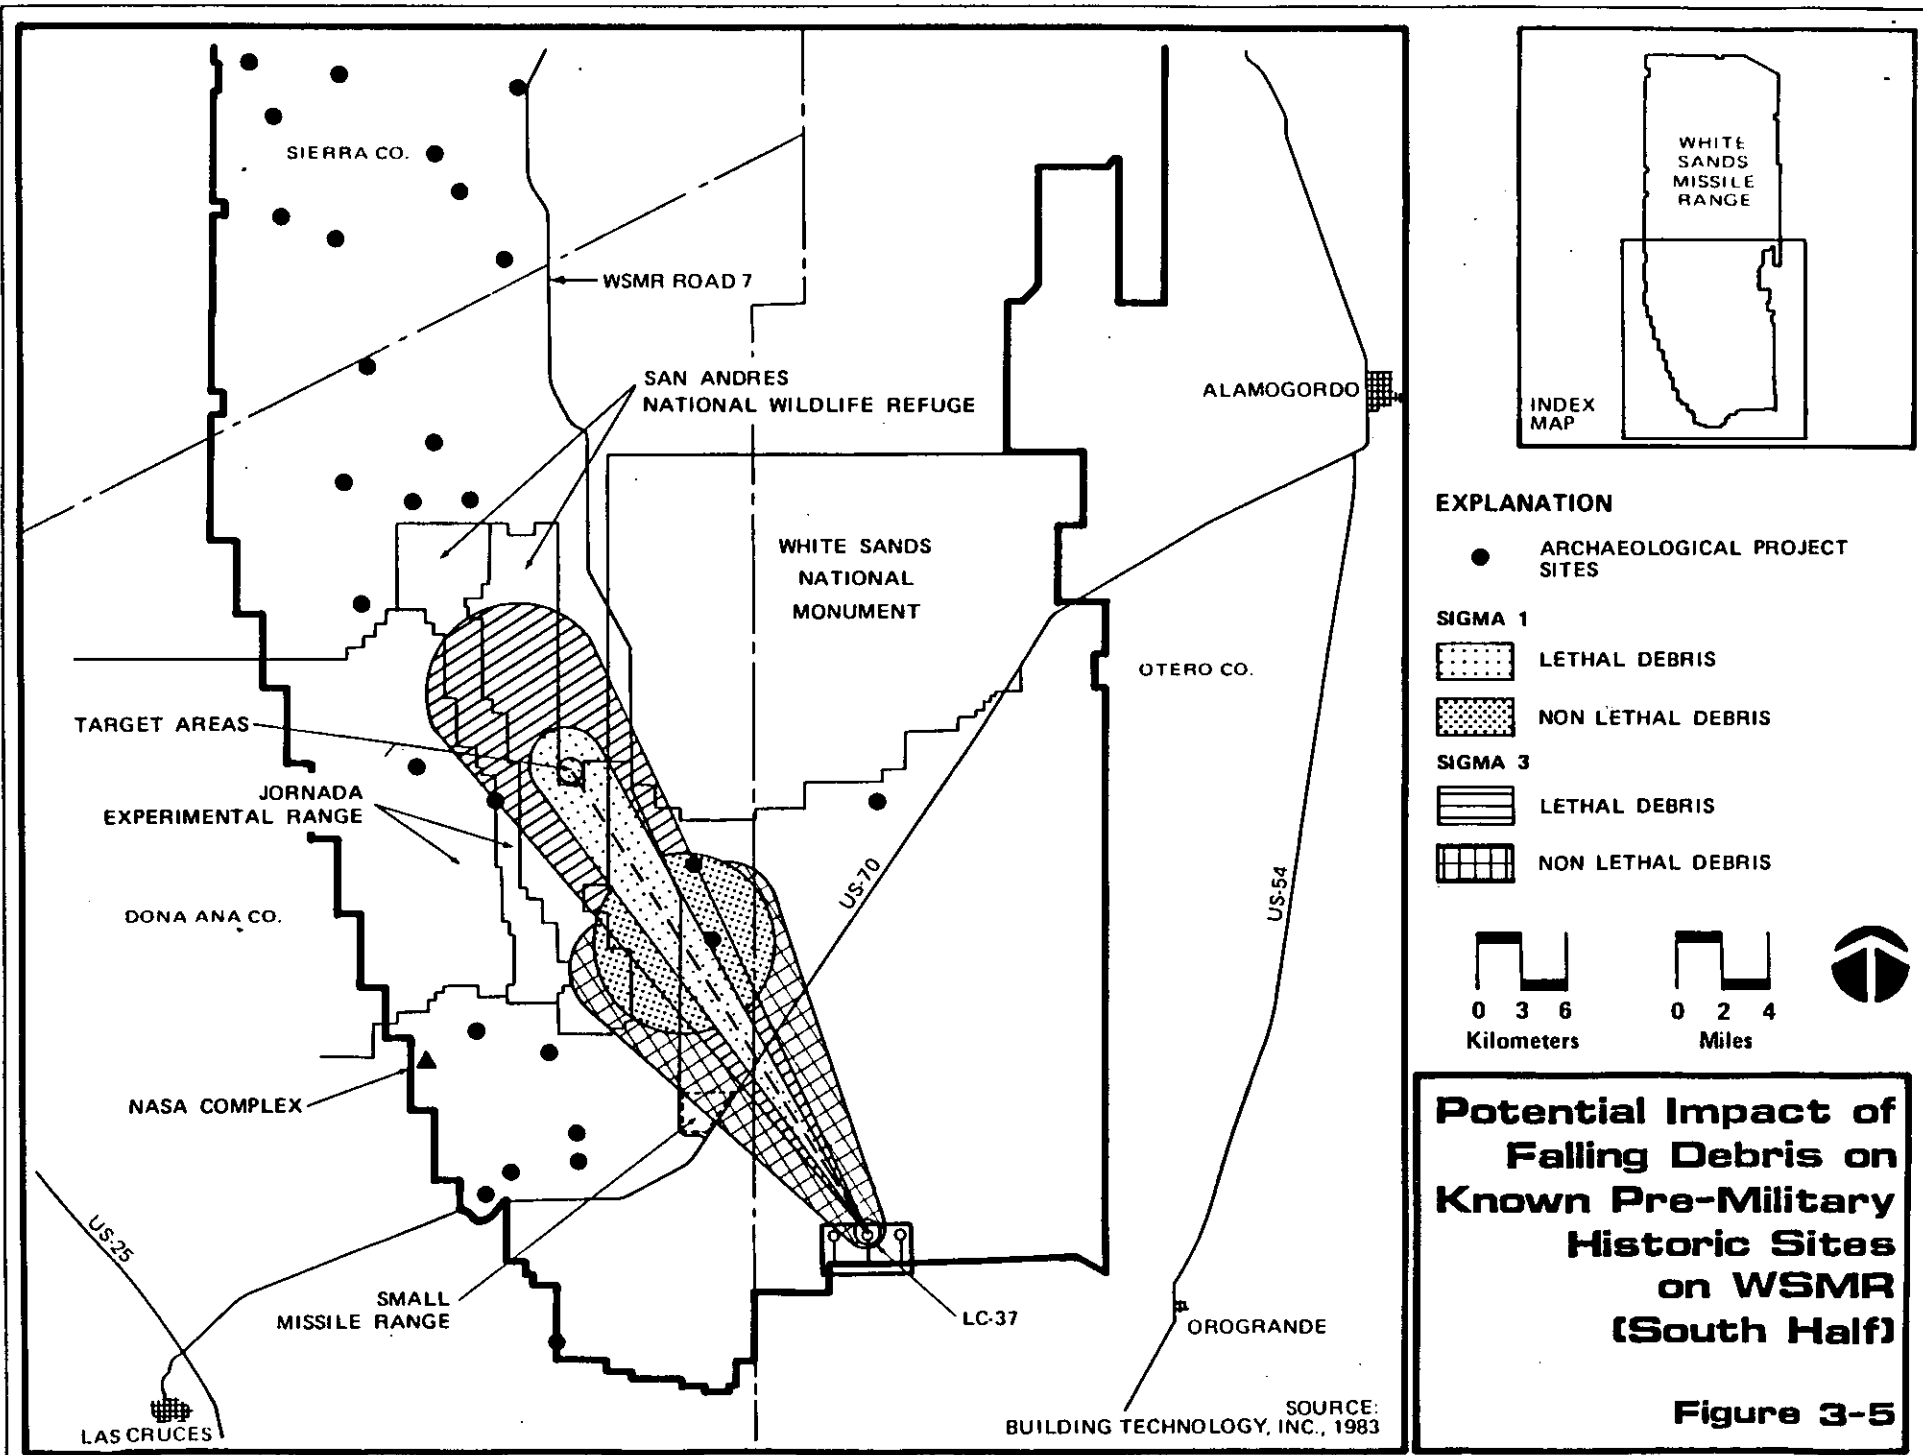 SIERRA CO.
WSMR ROAD 7
SAN ANDRES
NATIONAL WILDLIFE REFUGE
ALAMOGORDO
WHITE SANDS
NATIONAL
MONUMENT
OTERO CO.
TARGET AREAS
JORNADA
EXPERIMENTAL RANGE
DONA ANA CO.
US-70
US-54
NASA COMPLEX
US-25
SMALL
MISSILE RANGE
LC-37
OROGRANDE
LAS CRUCES
SOURCE:
BUILDING TECHNOLOGY, INC., 1983
WHITE
SANDS
MISSILE
RANGE
INDEX
MAP
EXPLANATION
ARCHAEOLOGICAL PROJECT
SITES
SIGMA 1
LETHAL DEBRIS
NON LETHAL DEBRIS
SIGMA 3
LETHAL DEBRIS
NON LETHAL DEBRIS
0 3 6
Kilometers
0 2 4
Miles
Potential Impact of
Falling Debris on
Known Pre-Military
Historic Sites
on WSMR
(South Half)
Figure 3-5